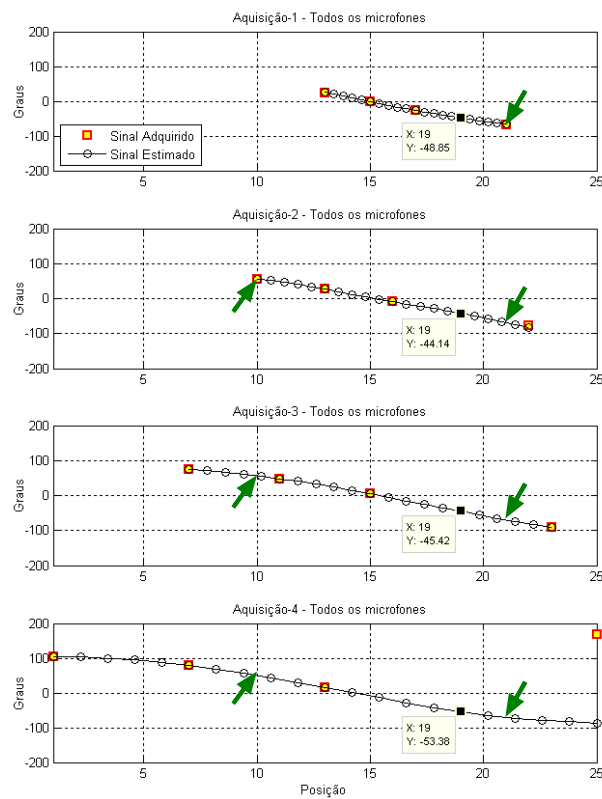 Aquisição-1 - Todos os microfones
200
100
0
-100
-200
Graus
Sinal Adquirido
Sinal Estimado
X: 19
Y: -48.85
5
10
15
20
25
Aquisição-2 - Todos os microfones
200
100
0
-100
-200
Graus
X: 19
Y: -44.14
5
10
15
20
25
Aquisição-3 - Todos os microfones
200
100
0
-100
-200
Graus
X: 19
Y: -45.42
5
10
15
20
25
Aquisição-4 - Todos os microfones
200
100
0
-100
-200
Graus
X: 19
Y: -53.38
5
10
15
20
25
Posição